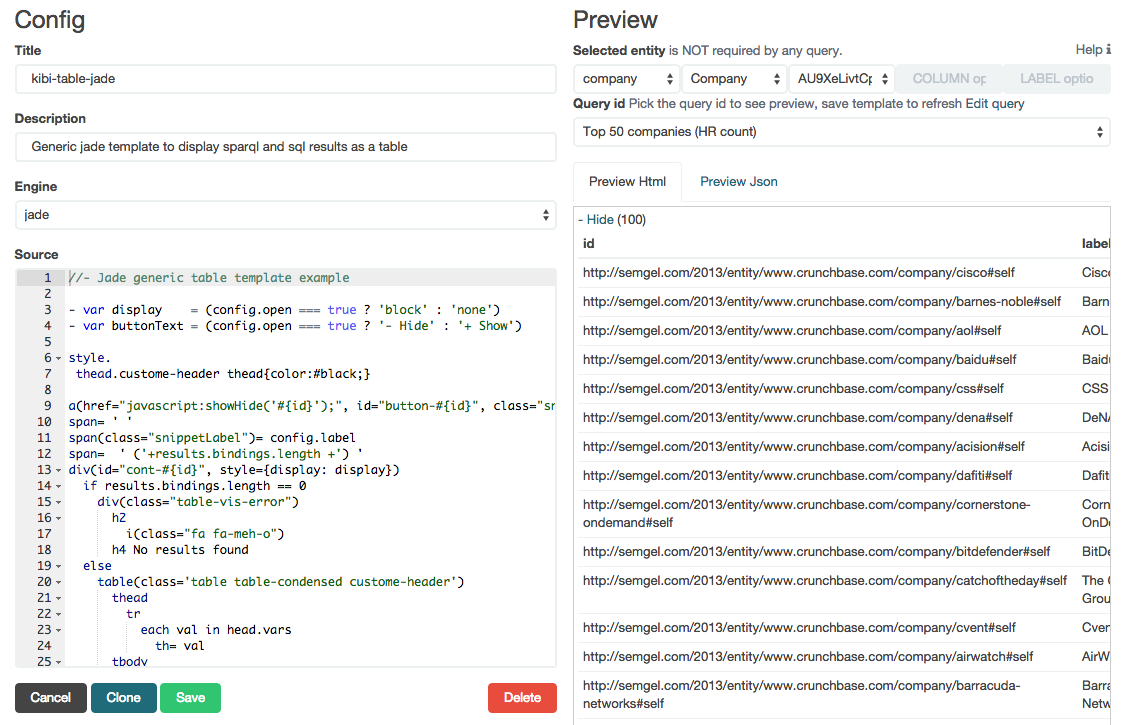 Config
Title
kibi-table-jade
Description
Generic jade template to display sparql and sql results as a table
Engine
jade
Source
1 //- Jade generic table template example
2
3 - var display    = (config.open === true ? 'block' : 'none')
4 - var buttonText = (config.open === true ? '- Hide' : '+ Show')
5
6 style.
7  thead.custome-header thead{color:#black;}
8
9 a(href="javascript:showHide('#{id}');", id="button-#{id}", class="sr
10 span= ' '
11 span(class="snippetLabel")= config.label
12 span=  ' ('+results.bindings.length +') '
13 div(id="cont-#{id}", style={display: display})
14   if results.bindings.length == 0
15     div(class="table-vis-error")
16       h2
17         i(class="fa fa-meh-o")
18       h4 No results found
19   else
20     table(class='table table-condensed custome-header')
21       thead
22         tr
23           each val in head.vars
24             th= val
25       tbody
Cancel Clone Save Delete
Preview
Selected entity is NOT required by any query. Help i
company Company AU9XeLivtCp COLUMN op LABEL optio
Query id Pick the query id to see preview, save template to refresh Edit query
Top 50 companies (HR count)
Preview Html Preview Json
- Hide (100)
id label
http://semgel.com/2013/entity/www.crunchbase.com/company/cisco#self Cisco
http://semgel.com/2013/entity/www.crunchbase.com/company/barnes-noble#self Barn
http://semgel.com/2013/entity/www.crunchbase.com/company/aol#self AOL
http://semgel.com/2013/entity/www.crunchbase.com/company/baidu#self Baidu
http://semgel.com/2013/entity/www.crunchbase.com/company/css#self CSS
http://semgel.com/2013/entity/www.crunchbase.com/company/dena#self DeNA
http://semgel.com/2013/entity/www.crunchbase.com/company/acision#self Acisi
http://semgel.com/2013/entity/www.crunchbase.com/company/dafiti#self Dafiti
http://semgel.com/2013/entity/www.crunchbase.com/company/cornerstone- Corn
ondemand#self OnDe
http://semgel.com/2013/entity/www.crunchbase.com/company/bitdefender#self BitDe
http://semgel.com/2013/entity/www.crunchbase.com/company/catchoftheday#self The
Grou
http://semgel.com/2013/entity/www.crunchbase.com/company/cvent#self Cven
http://semgel.com/2013/entity/www.crunchbase.com/company/airwatch#self AirW
http://semgel.com/2013/entity/www.crunchbase.com/company/barracuda- Barra
networks#self Netw